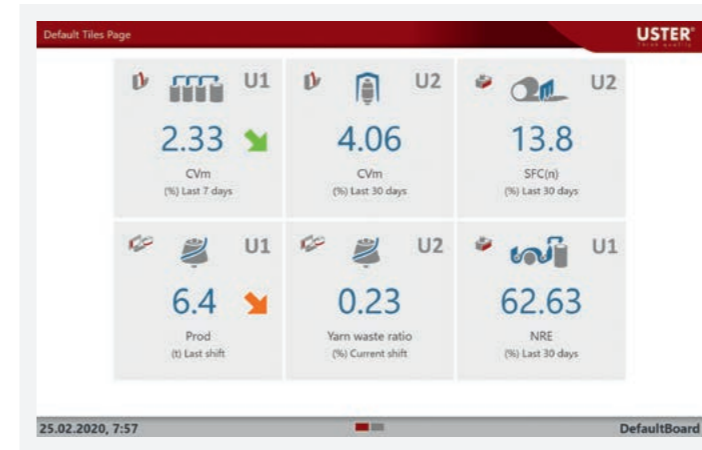 Default Tiles Page
USTER®
Think quality
U1
2.33
CVm
(%) Last 7 days
U2
4.06
CVm
(%) Last 30 days
U2
13.8
SFC(n)
(%) Last 30 days
U1
6.4
Prod
(t) Last shift
U2
0.23
Yarn waste ratio
(%) Current shift
U1
62.63
NRE
(%) Last 30 days
25.02.2020, 7:57
DefaultBoard